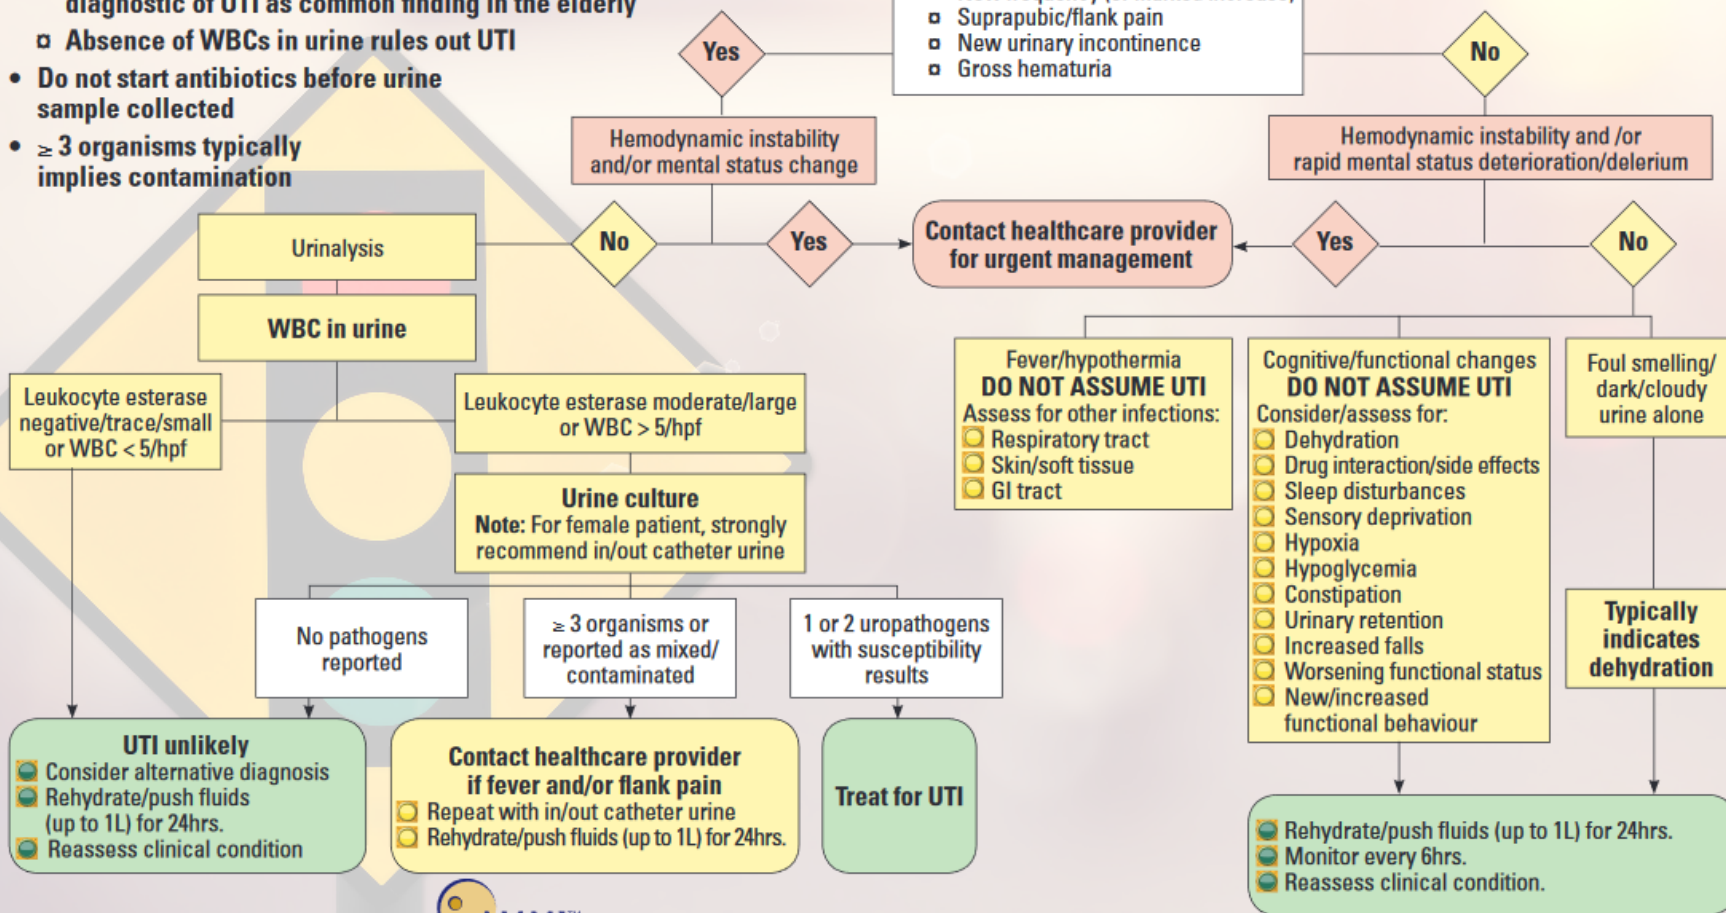 diagnostic of UTI as common finding in the elderly
¤ Absence of WBCs in urine rules out UTI
• Do not start antibiotics before urine
sample collected
• ≥ 3 organisms typically
implies contamination
¤ Suprapubic/flank pain
¤ New urinary incontinence
¤ Gross hematuria
Yes
No
Hemodynamic instability
and/or mental status change
Hemodynamic instability and /or
rapid mental status deterioration/delerium
No
Yes
Contact healthcare provider
for urgent management
Yes
No
Urinalysis
WBC in urine
Leukocyte esterase
negative/trace/small
or WBC < 5/hpf
Leukocyte esterase moderate/large
or WBC > 5/hpf
Urine culture
Note: For female patient, strongly
recommend in/out catheter urine
No pathogens
reported
≥ 3 organisms or
reported as mixed/
contaminated
1 or 2 uropathogens
with susceptibility
results
UTI unlikely
Consider alternative diagnosis
Rehydrate/push fluids
(up to 1L) for 24hrs.
Reassess clinical condition
Contact healthcare provider
if fever and/or flank pain
Repeat with in/out catheter urine
Rehydrate/push fluids (up to 1L) for 24hrs.
Treat for UTI
Fever/hypothermia
DO NOT ASSUME UTI
Assess for other infections:
Respiratory tract
Skin/soft tissue
GI tract
Cognitive/functional changes
DO NOT ASSUME UTI
Consider/assess for:
Dehydration
Drug interaction/side effects
Sleep disturbances
Sensory deprivation
Hypoxia
Hypoglycemia
Constipation
Urinary retention
Increased falls
Worsening functional status
New/increased
functional behaviour
Foul smelling/
dark/cloudy
urine alone
Typically
indicates
dehydration
Rehydrate/push fluids (up to 1L) for 24hrs.
Monitor every 6hrs.
Reassess clinical condition.